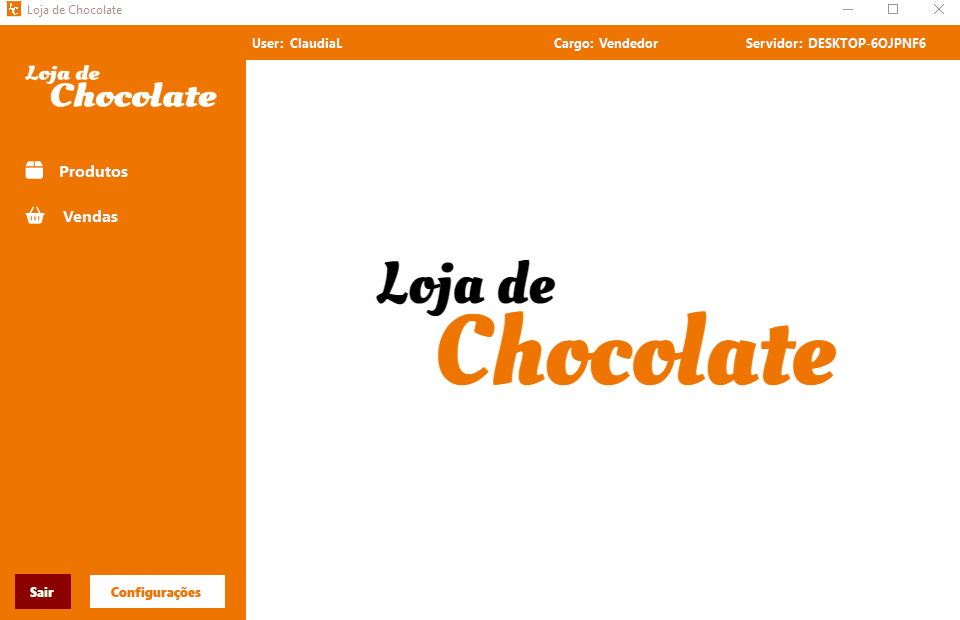 Loja de Chocolate
User: ClaudiaL
Cargo: Vendedor
Servidor: DESKTOP-6OJPNF6
Loja de
Chocolate
Produtos
Vendas
Loja de
Chocolate
Sair
Configurações